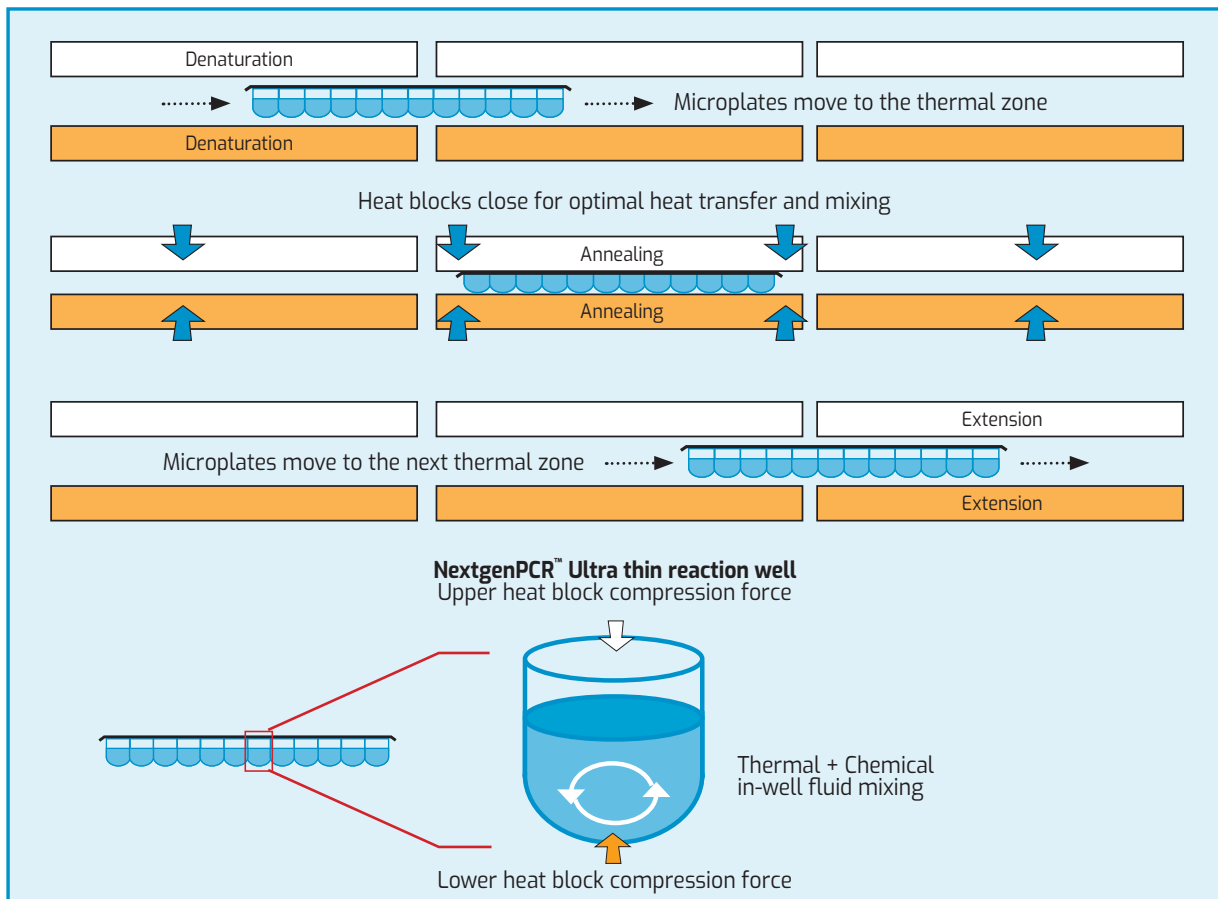 Denaturation
Microplates move to the thermal zone
Denaturation
Heat blocks close for optimal heat transfer and mixing
Annealing
Annealing
Extension
Microplates move to the next thermal zone
Extension
NextgenPCR™ Ultra thin reaction well
Upper heat block compression force
Thermal + Chemical
in-well fluid mixing
Lower heat block compression force